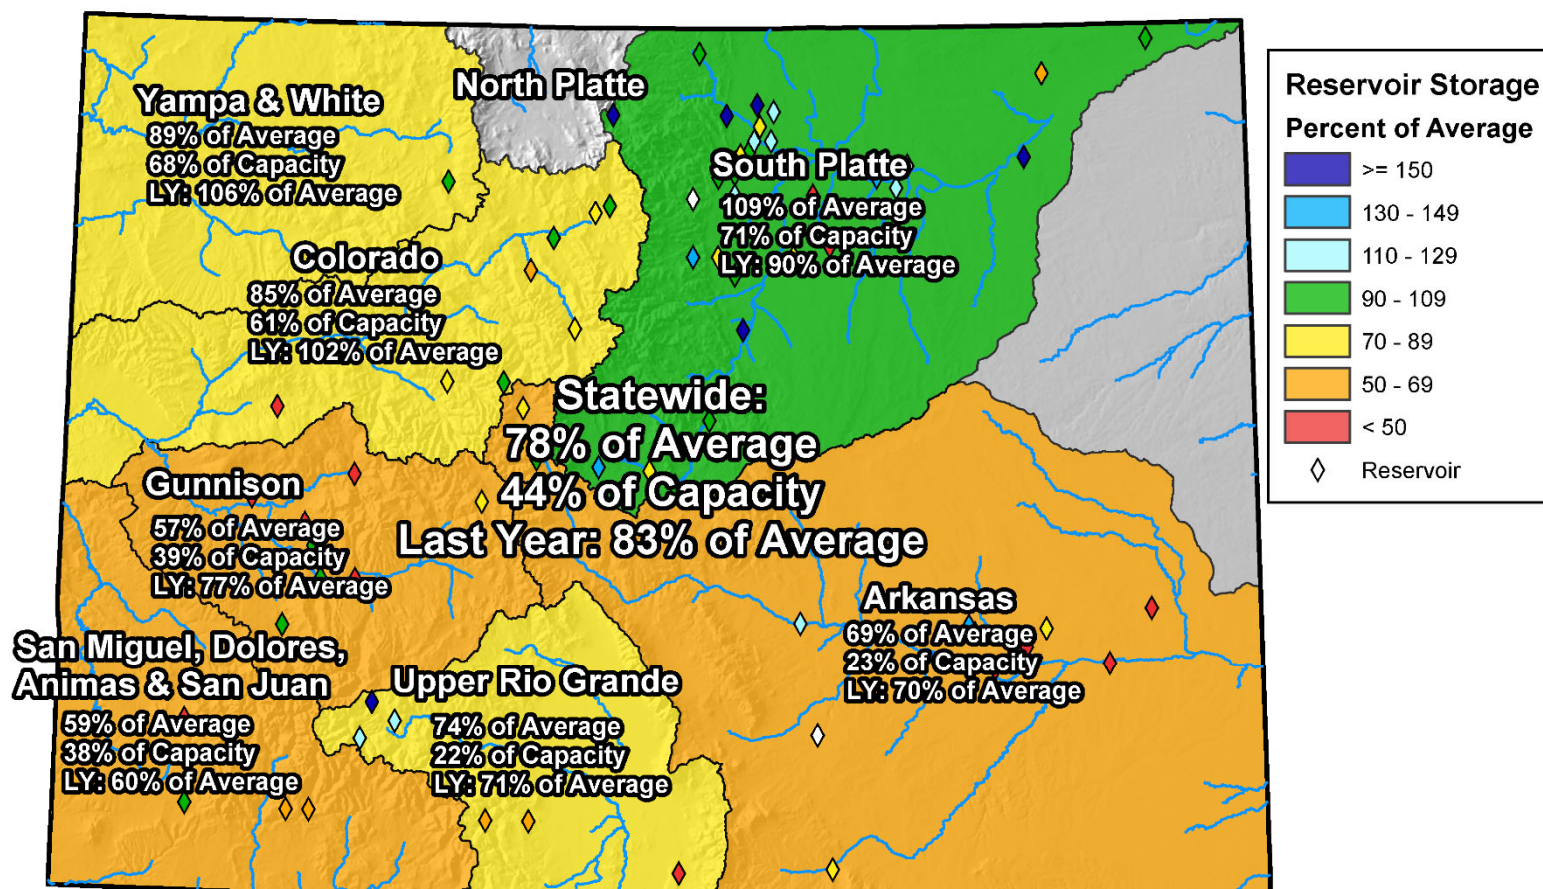 North Platte
Yampa & White
89% of Average
68% of Capacity
LY: 106% of Average
South Platte
109% of Average
71% of Capacity
LY: 90% of Average
Colorado
85% of Average
61% of Capacity
LY: 102% of Average
Statewide:
78% of Average
44% of Capacity
Last Year: 83% of Average
Gunnison
57% of Average
39% of Capacity
LY: 77% of Average
Arkansas
69% of Average
23% of Capacity
LY: 70% of Average
San Miguel, Dolores,
Animas & San Juan
59% of Average
38% of Capacity
LY: 60% of Average
Upper Rio Grande
74% of Average
22% of Capacity
LY: 71% of Average
Reservoir Storage
Percent of Average
>= 150
130 - 149
110 - 129
90 - 109
70 - 89
50 - 69
< 50
Reservoir